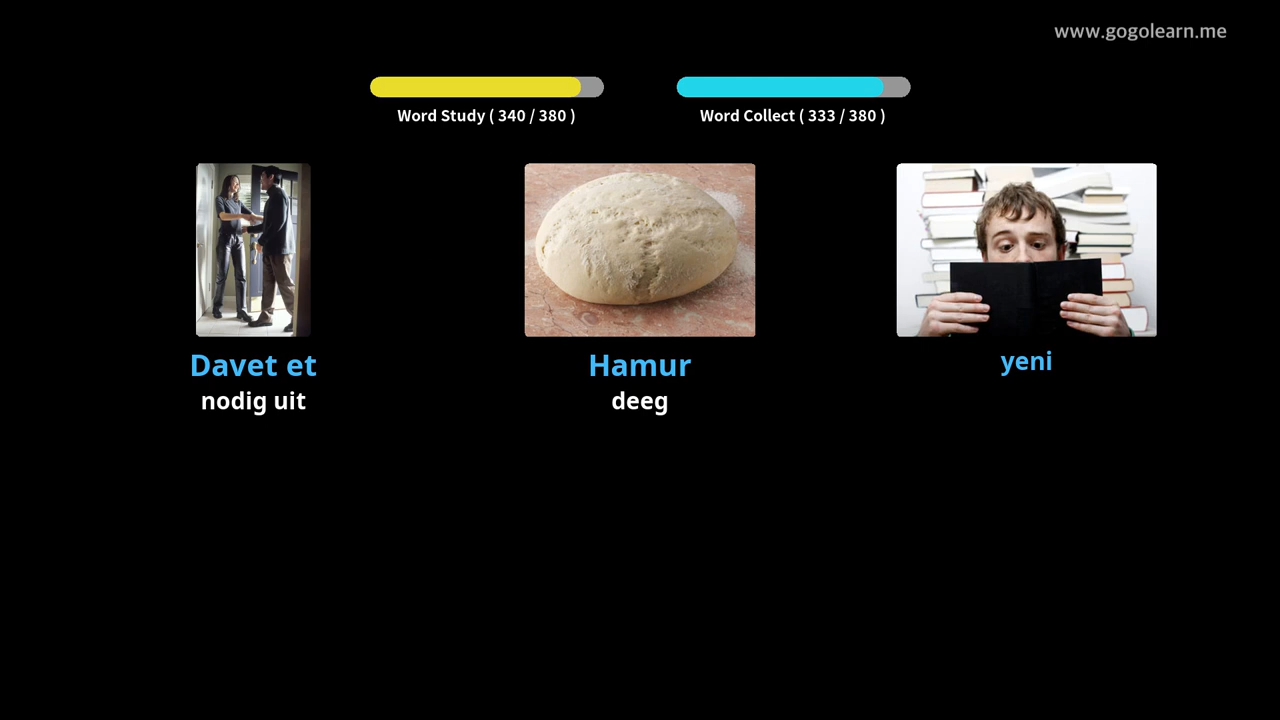 www.gogolearn.me
Word Study ( 340 / 380 )
Word Collect ( 333 / 380 )
Davet et
nodig uit
Hamur
deeg
yeni